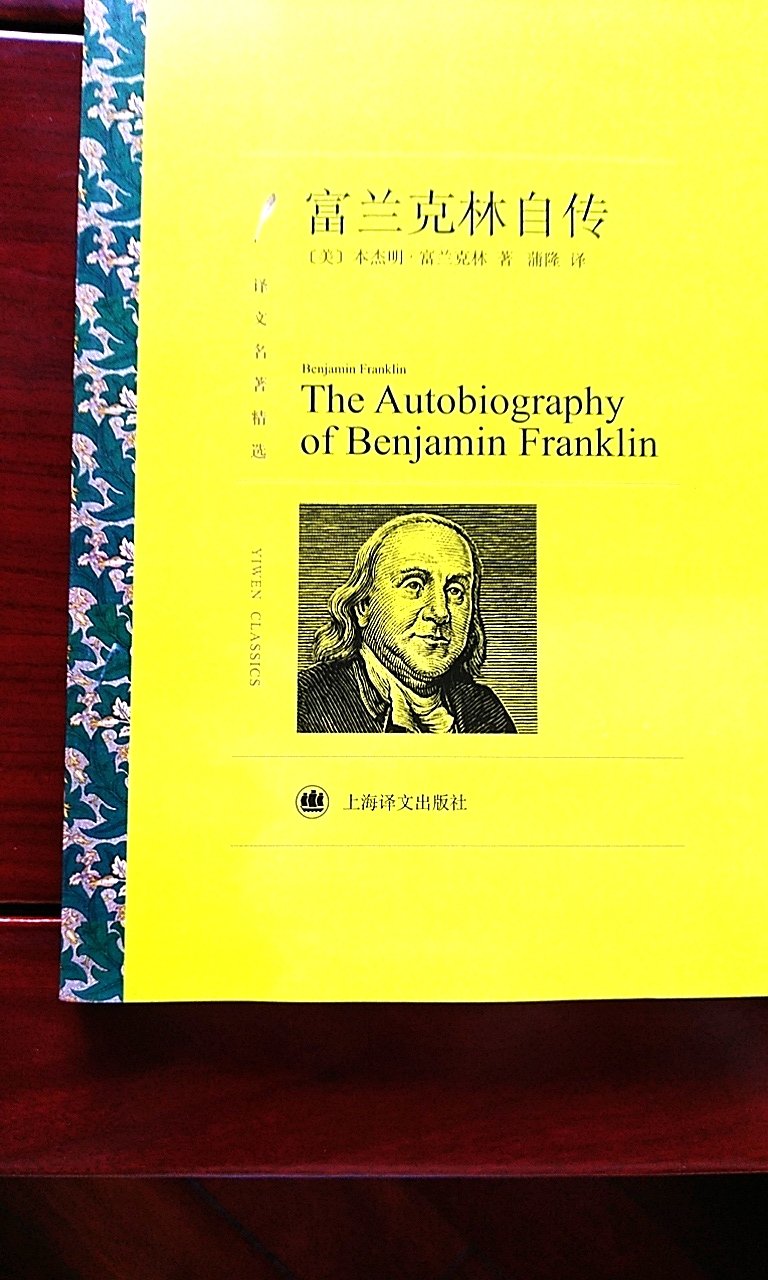 富兰克林自传
〔美〕本杰明·富兰克林 著 蒲隆 译
译文名著精选
YIWEN CLASSICS
Benjamin Franklin
The Autobiography
of Benjamin Franklin
上海译文出版社